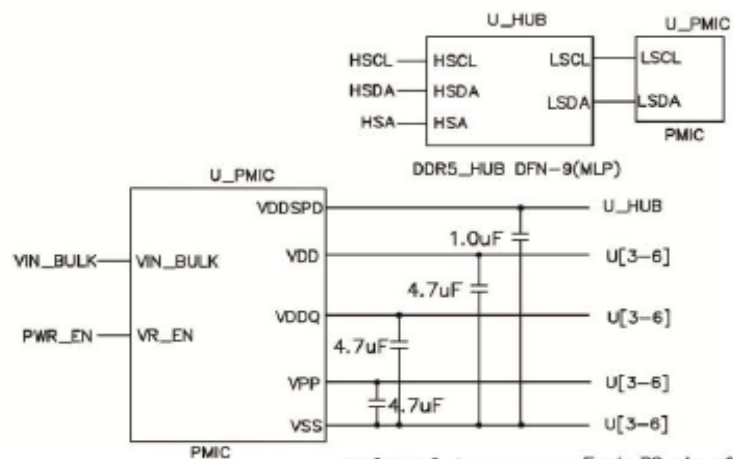 U_HUB
U_PMIC
HSCL HSCL LSCL LSCL
HSDA HSDA LSDA LSDA
HSA HSA
PMIC
DDR5_HUB DFN-9(MLP)
U_PMIC
VDDSPD U_HUB
1.0uF
VIN_BULK VIN_BULK VDD U[3-6]
4.7uF
PWR_EN VR_EN VDDQ U[3-6]
4.7uF
VPP U[3-6]
4.7uF
VSS U[3-6]
PMIC